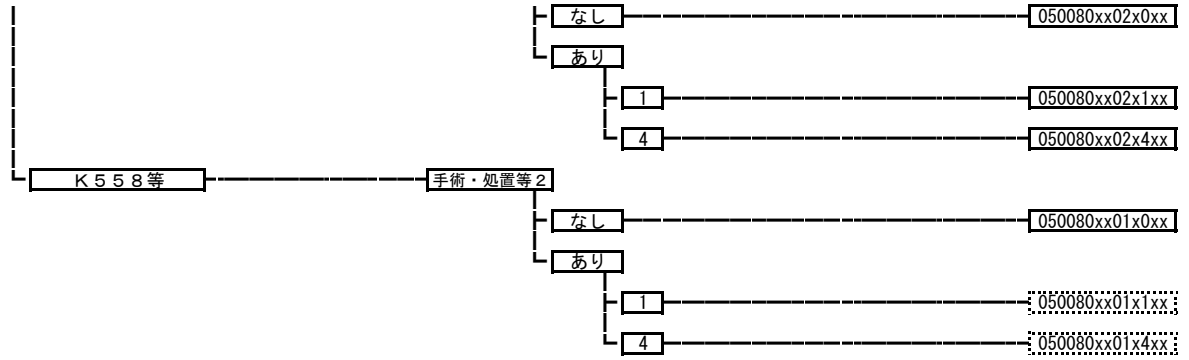 なし 050080xx02x0xx
あり
1 050080xx02x1xx
4 050080xx02x4xx
Ｋ５５８等 手術・処置等２
なし 050080xx01x0xx
あり
1 050080xx01x1xx
4 050080xx01x4xx